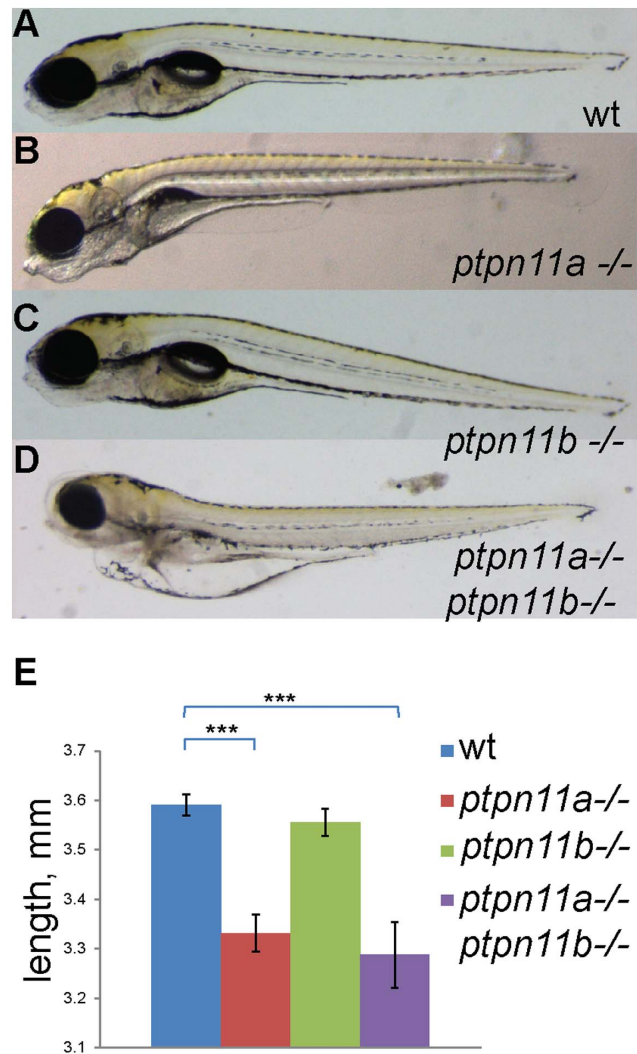 A
wt
B
ptpn11a -/-
C
ptpn11b -/-
D
ptpn11a-/-
ptpn11b-/-
E
***
***
3.7
3.6
3.5
3.4
3.3
3.2
3.1
length, mm
wt
ptpn11a-/-
ptpn11b-/-
ptpn11a-/-
ptpn11b-/-